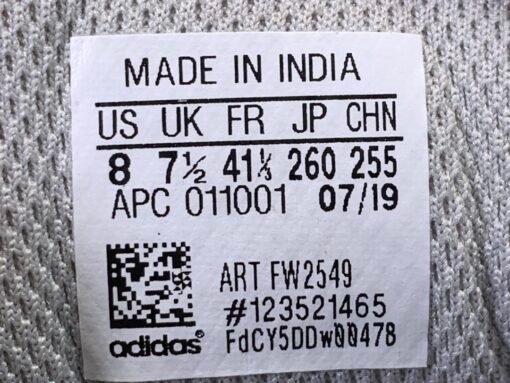 MADE IN INDIA
US UK FR JP CHN
8 7½ 41⅓ 260 255
APC 011001 07/19
ART FW2549
#123521465
adidas® FdCY5DDw00478